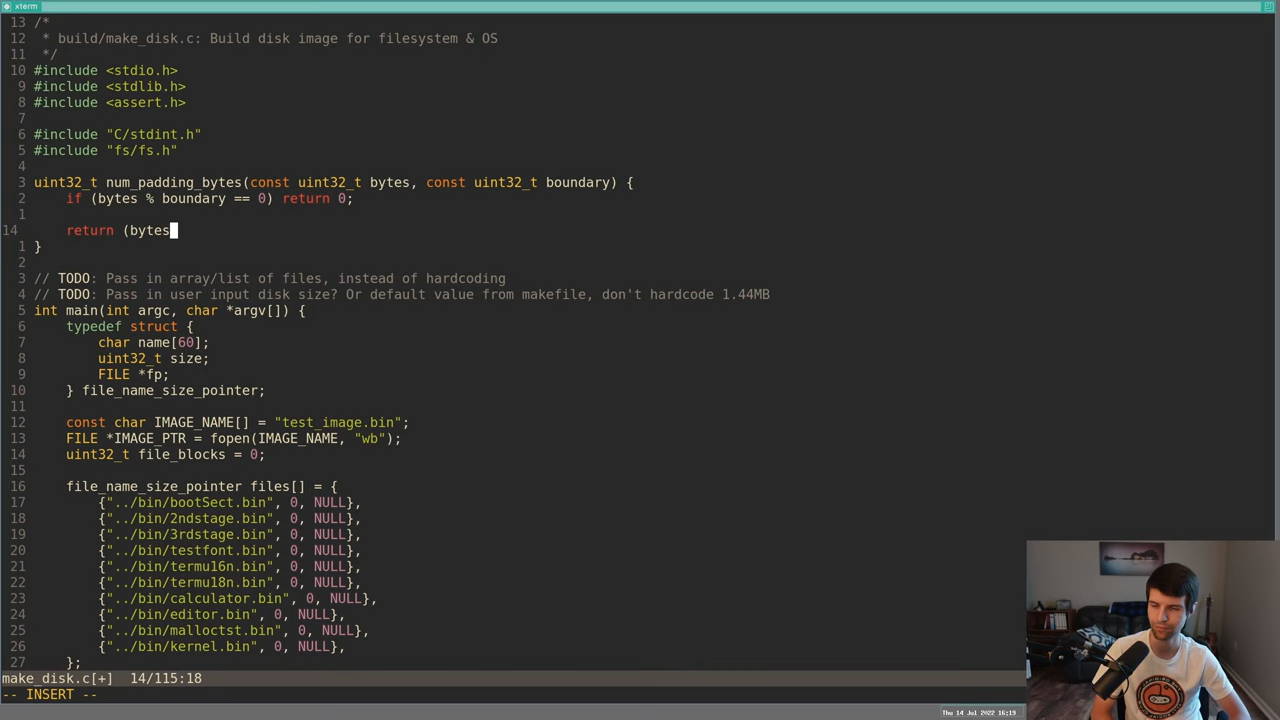 xterm
13 /*
12  * build/make_disk.c: Build disk image for filesystem & OS
11  */
10 #include <stdio.h>
9 #include <stdlib.h>
8 #include <assert.h>
7
6 #include "C/stdint.h"
5 #include "fs/fs.h"
4
3 uint32_t num_padding_bytes(const uint32_t bytes, const uint32_t boundary) {
2     if (bytes % boundary == 0) return 0;
1
14     return (bytes
1 }
2
3 // TODO: Pass in array/list of files, instead of hardcoding
4 // TODO: Pass in user input disk size? Or default value from makefile, don't hardcode 1.44MB
5 int main(int argc, char *argv[]) {
6     typedef struct {
7         char name[60];
8         uint32_t size;
9         FILE *fp;
10     } file_name_size_pointer;
11
12     const char IMAGE_NAME[] = "test_image.bin";
13     FILE *IMAGE_PTR = fopen(IMAGE_NAME, "wb");
14     uint32_t file_blocks = 0;
15
16     file_name_size_pointer files[] = {
17         {"../bin/bootSect.bin", 0, NULL},
18         {"../bin/2ndstage.bin", 0, NULL},
19         {"../bin/3rdstage.bin", 0, NULL},
20         {"../bin/testfont.bin", 0, NULL},
21         {"../bin/termu16n.bin", 0, NULL},
22         {"../bin/termu18n.bin", 0, NULL},
23         {"../bin/calculator.bin", 0, NULL},
24         {"../bin/editor.bin", 0, NULL},
25         {"../bin/malloctst.bin", 0, NULL},
26         {"../bin/kernel.bin", 0, NULL},
27     };
make_disk.c[+]  14/115:18
-- INSERT --
Thu 14 Jul 2022 16:19